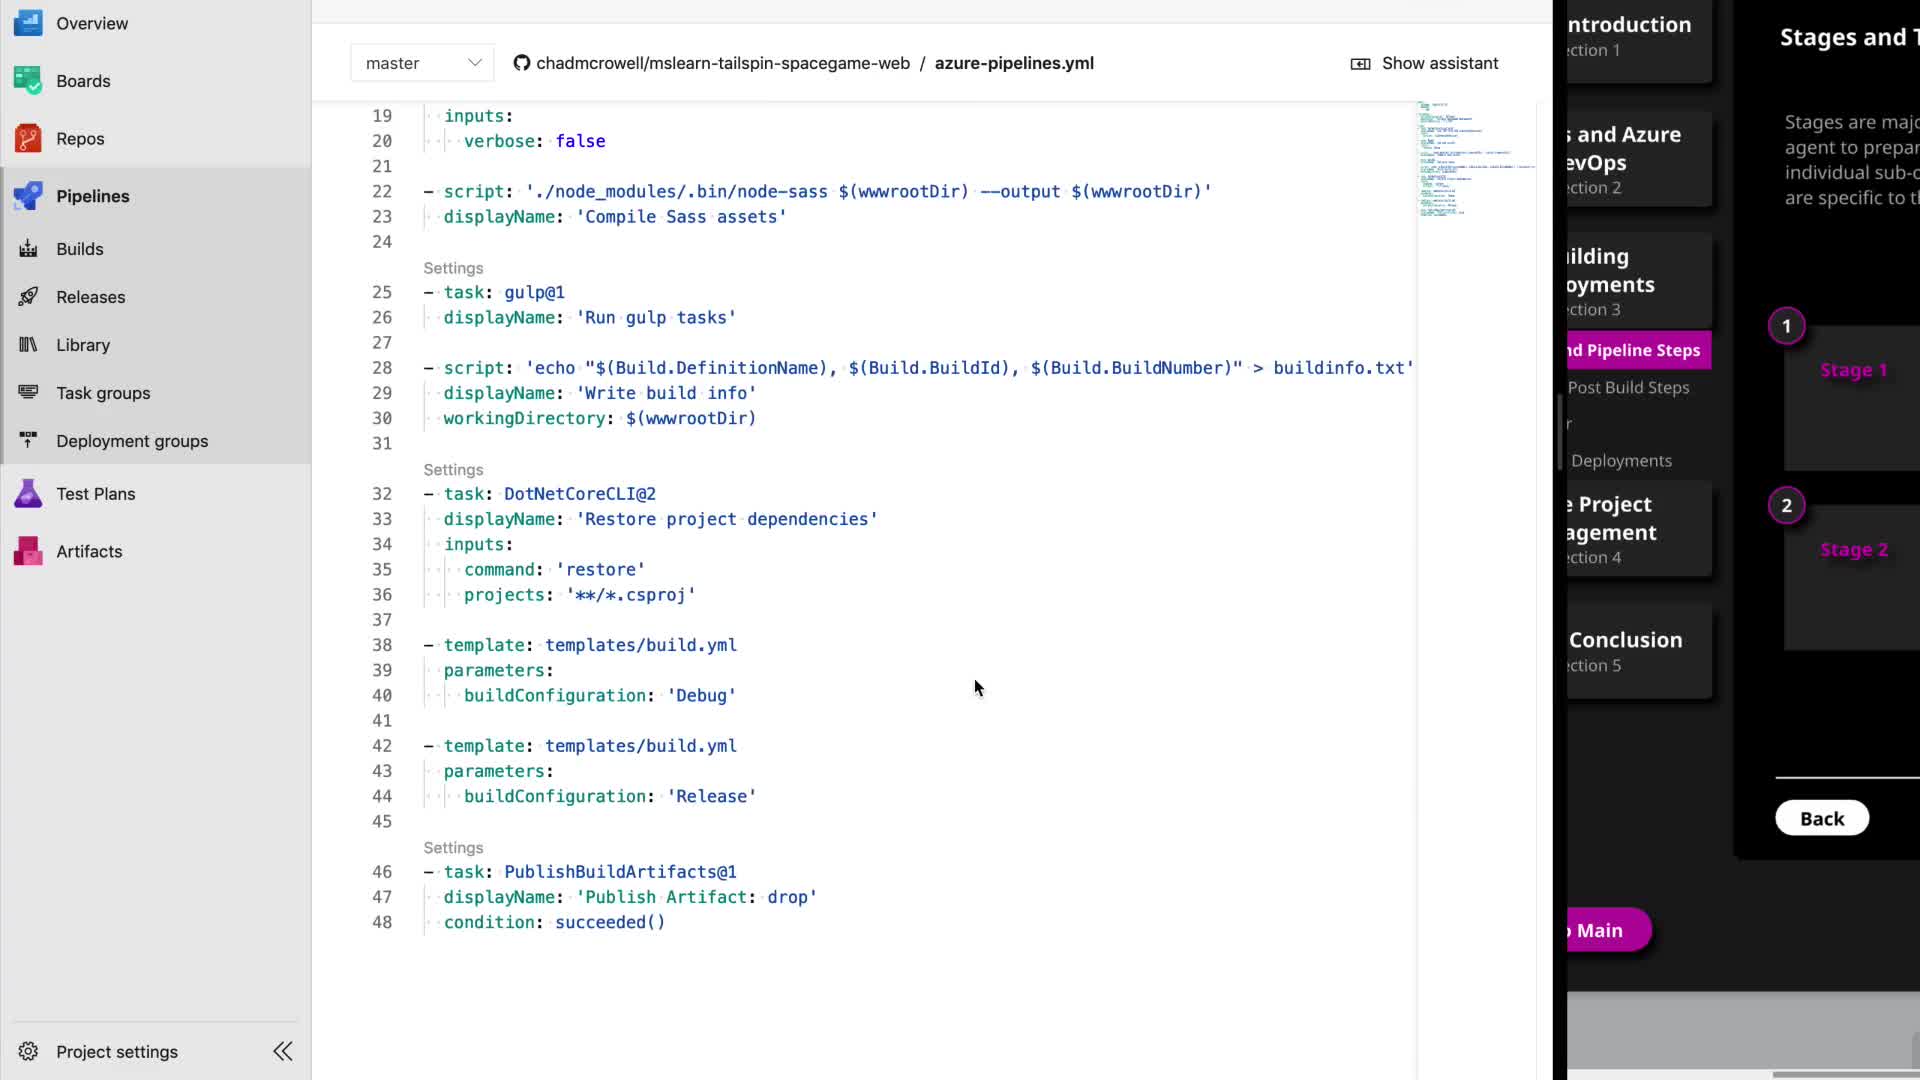 Overview
Boards
Repos
Pipelines
Builds
Releases
Library
Task groups
Deployment groups
Test Plans
Artifacts
Project settings
master
chadmcrowell/mslearn-tailspin-spacegame-web / azure-pipelines.yml
Show assistant
19 inputs:
20 verbose: false
21
22 - script: './node_modules/.bin/node-sass $(wwwrootDir) --output $(wwwrootDir)'
23 displayName: 'Compile Sass assets'
24
Settings
25 - task: gulp@1
26 displayName: 'Run gulp tasks'
27
28 - script: 'echo "$(Build.DefinitionName), $(Build.BuildId), $(Build.BuildNumber)" > buildinfo.txt'
29 displayName: 'Write build info'
30 workingDirectory: $(wwwrootDir)
31
Settings
32 - task: DotNetCoreCLI@2
33 displayName: 'Restore project dependencies'
34 inputs:
35 command: 'restore'
36 projects: '**/*.csproj'
37
38 - template: templates/build.yml
39 parameters:
40 buildConfiguration: 'Debug'
41
42 - template: templates/build.yml
43 parameters:
44 buildConfiguration: 'Release'
45
Settings
46 - task: PublishBuildArtifacts@1
47 displayName: 'Publish Artifact: drop'
48 condition: succeeded()
ntroduction
ction 1
s and Azure
evOps
ction 2
ilding
oyments
ction 3
nd Pipeline Steps
Post Build Steps
r
Deployments
e Project
agement
ction 4
Conclusion
ction 5
o Main
Stages and T
Stages are majo
agent to prepar
individual sub-c
are specific to th
1
Stage 1
2
Stage 2
Back